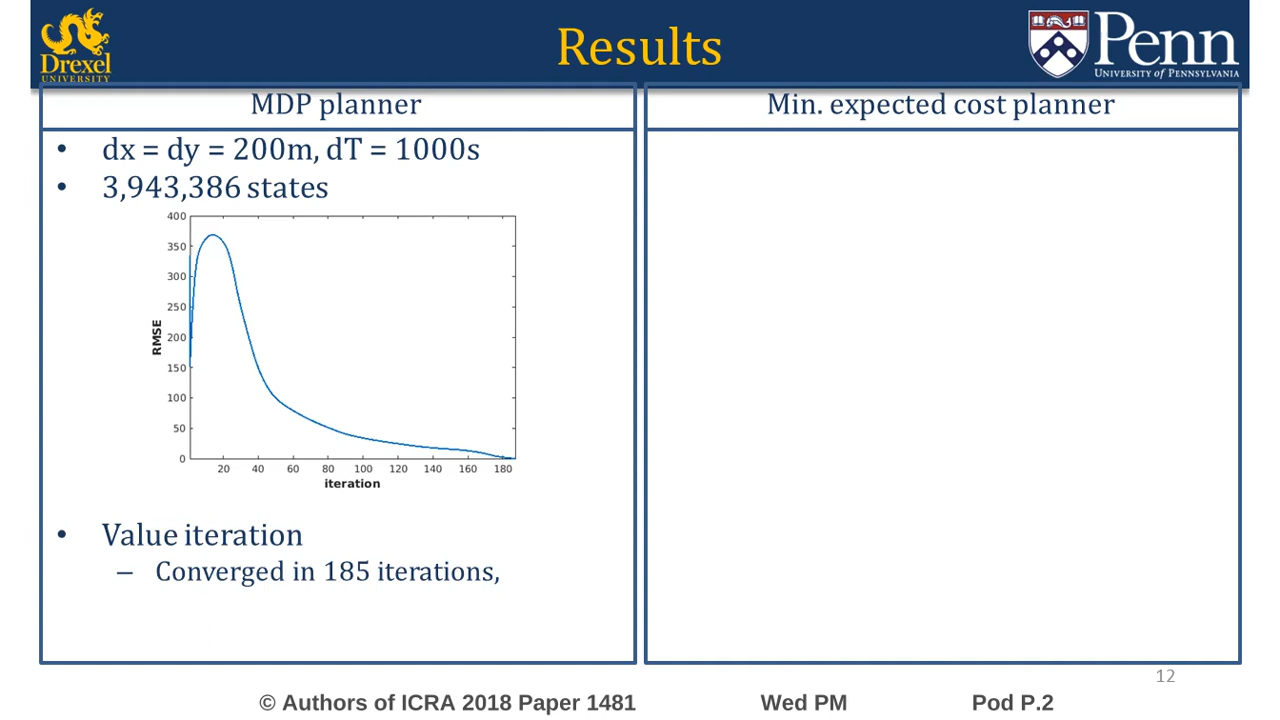 Drexel
UNIVERSITY
Results
Penn
UNIVERSITY OF PENNSYLVANIA
MDP planner
• dx = dy = 200m, dT = 1000s
• 3,943,386 states
400
350
300
250
200
150
100
50
0
RMSE
20 40 60 80 100 120 140 160 180
iteration
• Value iteration
– Converged in 185 iterations,
Min. expected cost planner
12
© Authors of ICRA 2018 Paper 1481 Wed PM Pod P.2